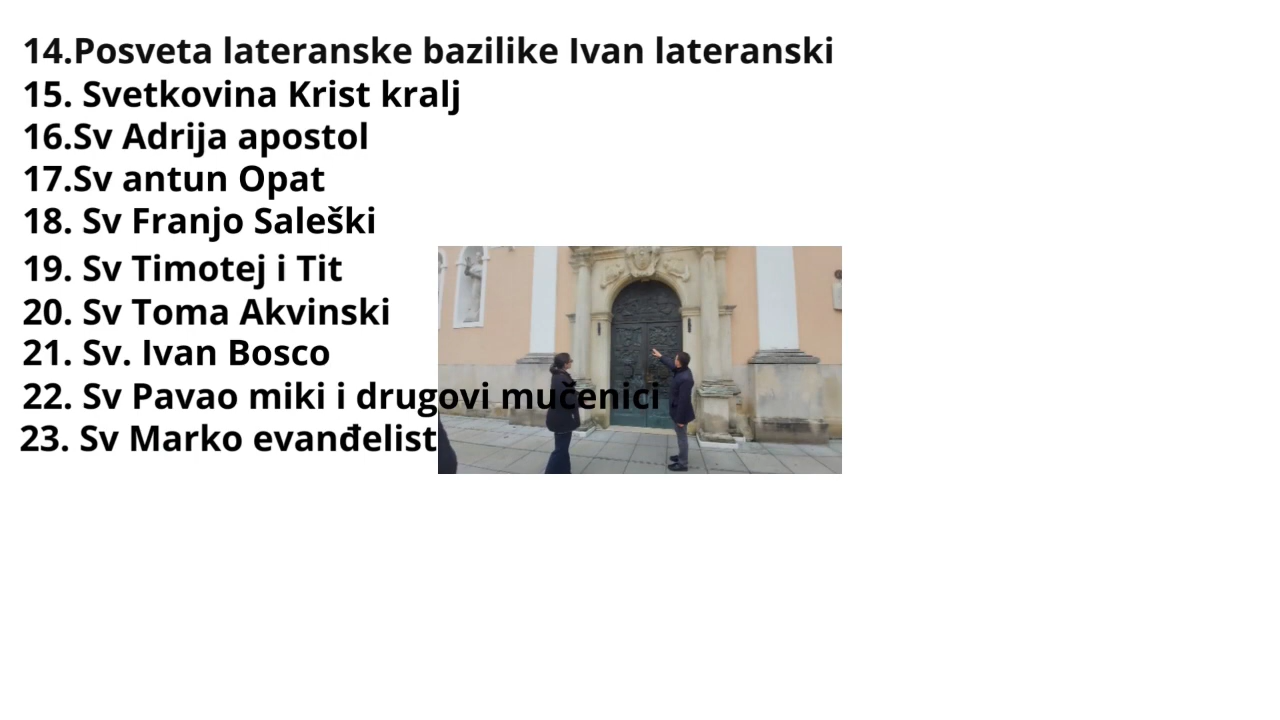 14.Posveta lateranske bazilike Ivan lateranski
15. Svetkovina Krist kralj
16.Sv Adrija apostol
17.Sv antun Opat
18. Sv Franjo Saleški
19. Sv Timotej i Tit
20. Sv Toma Akvinski
21. Sv. Ivan Bosco
22. Sv Pavao miki i drugovi mučenici
23. Sv Marko evanđelist